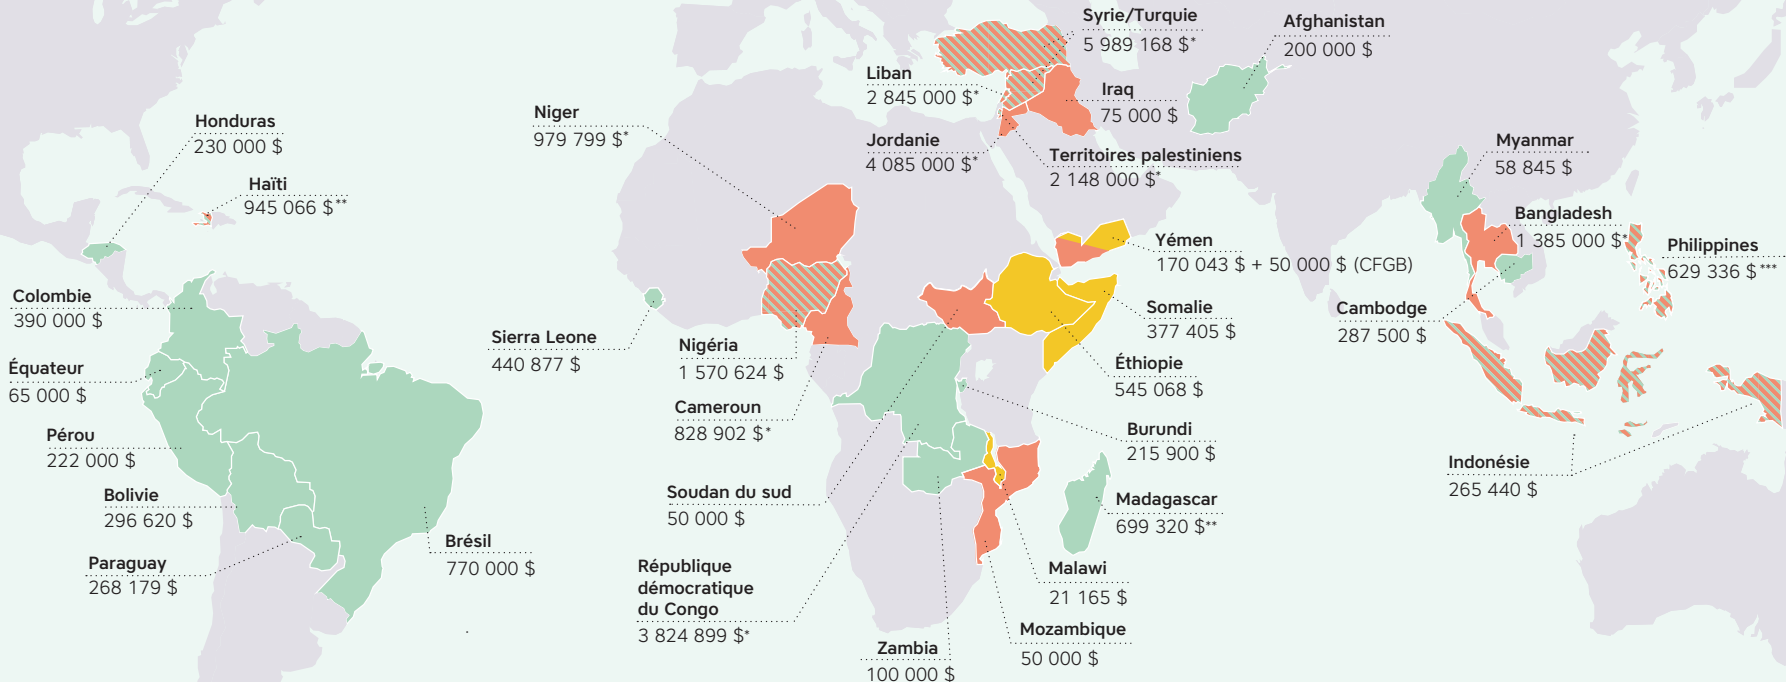 Honduras
230 000 $
Haïti
945 066 $**
Colombie
390 000 $
Équateur
65 000 $
Pérou
222 000 $
Bolivie
296 620 $
Paraguay
268 179 $
Brésil
770 000 $
Niger
979 799 $*
Sierra Leone
440 877 $
Nigéria
1 570 624 $
Cameroun
828 902 $*
Soudan du sud
50 000 $
République
démocratique
du Congo
3 824 899 $*
Zambia
100 000 $
Syrie/Turquie
5 989 168 $*
Liban
2 845 000 $*
Jordanie
4 085 000 $*
Iraq
75 000 $
Territoires palestiniens
2 148 000 $*
Afghanistan
200 000 $
Yémen
170 043 $ + 50 000 $ (CFGB)
Somalie
377 405 $
Éthiopie
545 068 $
Burundi
215 900 $
Madagascar
699 320 $**
Malawi
21 165 $
Mozambique
50 000 $
Myanmar
58 845 $
Bangladesh
1 385 000 $*
Philippines
629 336 $***
Cambodge
287 500 $
Indonésie
265 440 $